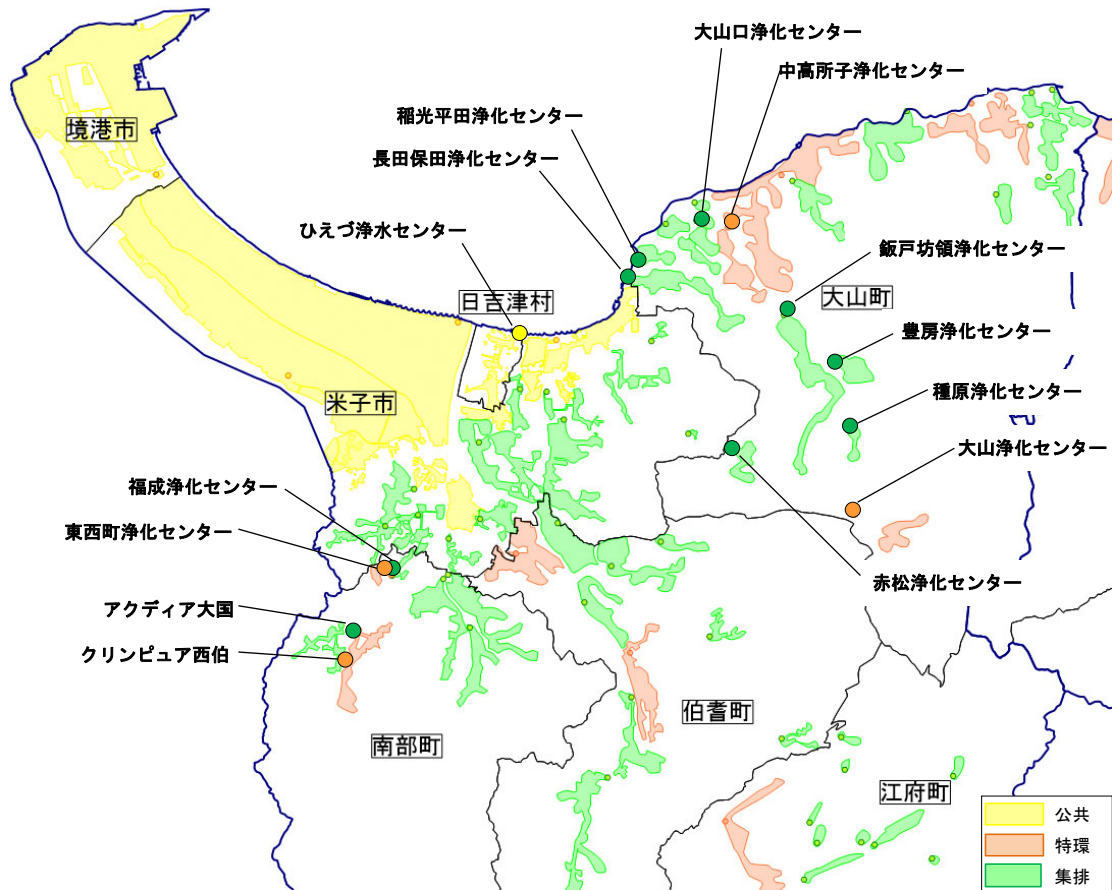 大山口浄化センター
中高所子浄化センター
稲光平田浄化センター
長田保田浄化センター
境港市
ひえづ浄水センター
飯戸坊領浄化センター
日吉津村
大山町
豊房浄化センター
種原浄化センター
米子市
大山浄化センター
福成浄化センター
東西町浄化センター
赤松浄化センター
アクディア大国
クリンピュア西伯
伯耆町
南部町
江府町
公共
特環
集排